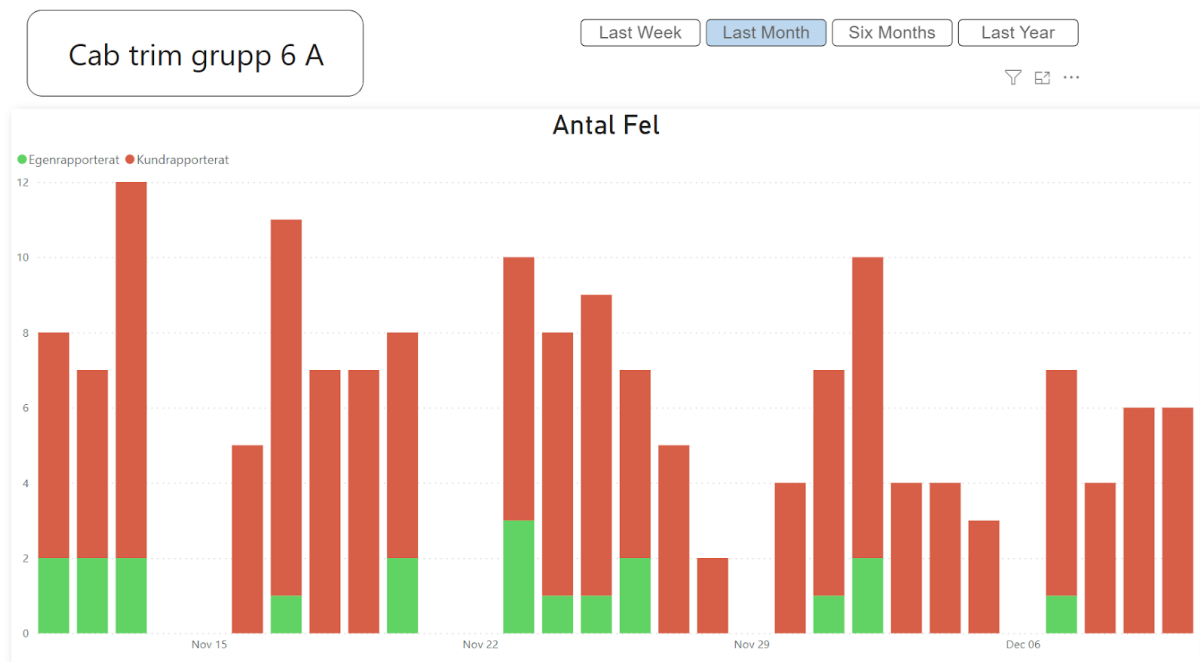 Cab trim grupp 6 A
Last Week Last Month Six Months Last Year
Antal Fel
Egenrapporterat Kundrapporterat
12
10
8
6
4
2
0
Nov 15 Nov 22 Nov 29 Dec 06